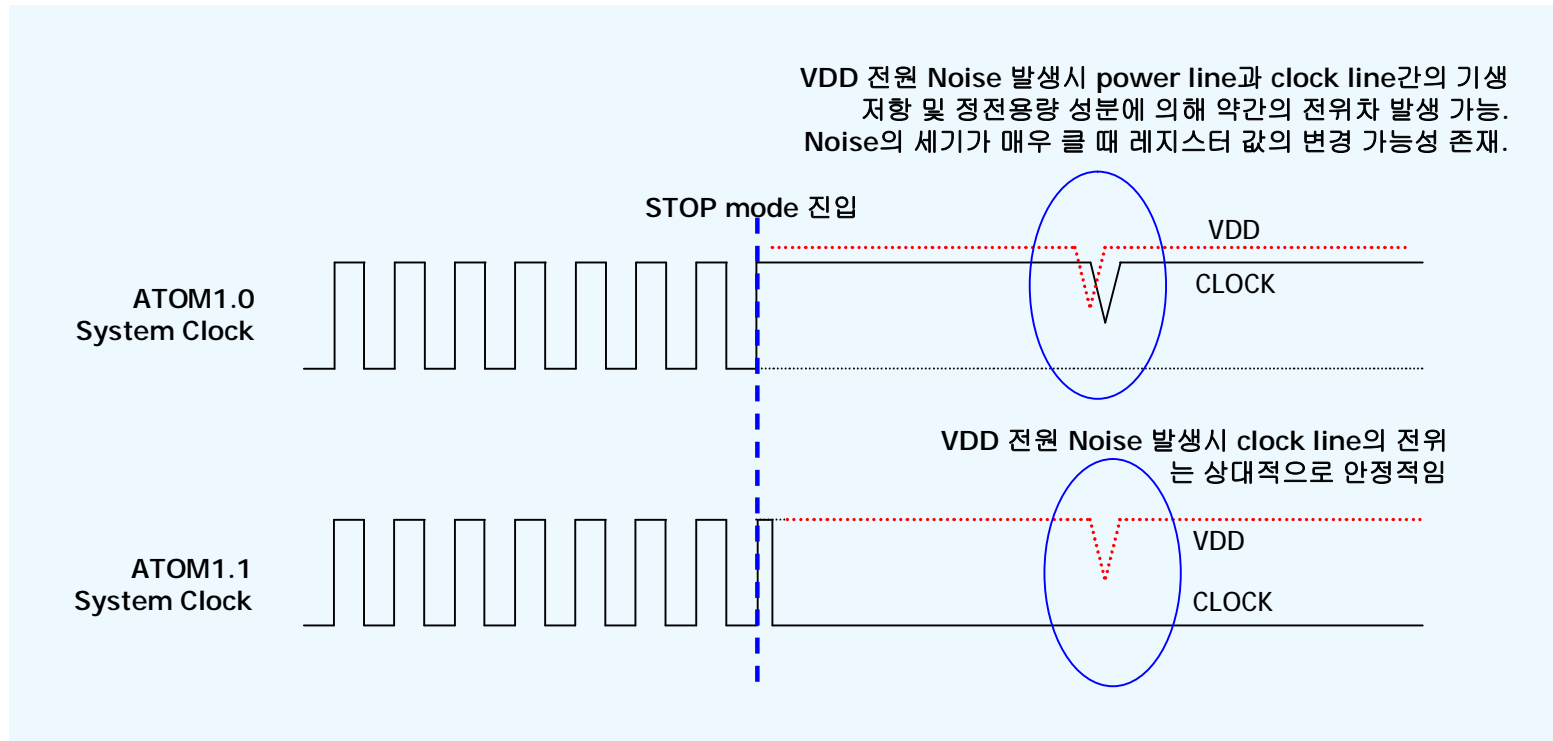 VDD 전원 Noise 발생시 power line과 clock line간의 기생
저항 및 정전용량 성분에 의해 약간의 전위차 발생 가능.
Noise의 세기가 매우 클 때 레지스터 값의 변경 가능성 존재.
STOP mode 진입
VDD
CLOCK
ATOM1.0
System Clock
VDD 전원 Noise 발생시 clock line의 전위
는 상대적으로 안정적임
VDD
CLOCK
ATOM1.1
System Clock